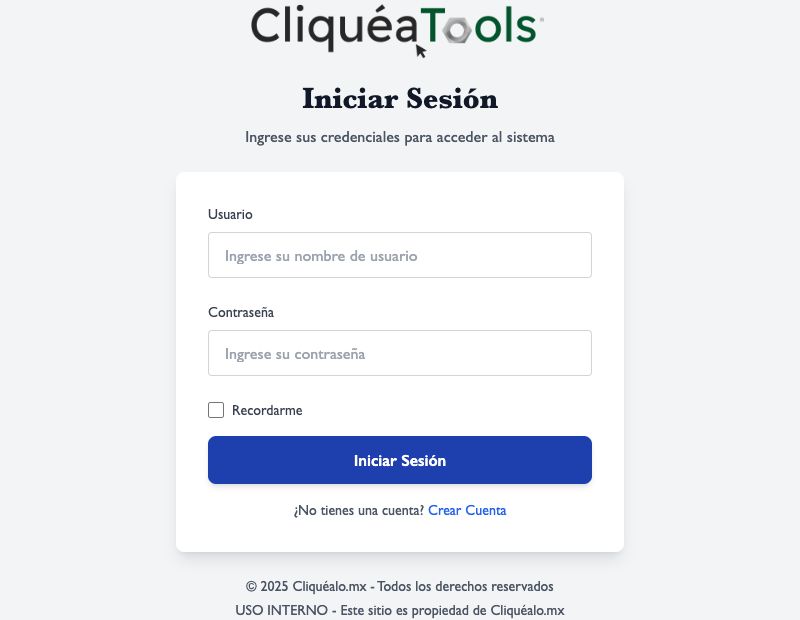 CliquéaTools
Iniciar Sesión
Ingrese sus credenciales para acceder al sistema
Usuario
Ingrese su nombre de usuario
Contraseña
Ingrese su contraseña
Recordarme
Iniciar Sesión
¿No tienes una cuenta? Crear Cuenta
© 2025 Cliquéalo.mx - Todos los derechos reservados
USO INTERNO - Este sitio es propiedad de Cliquéalo.mx